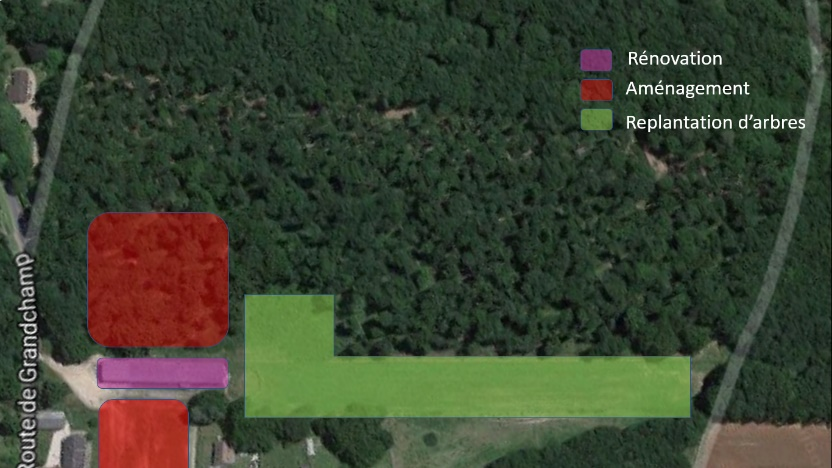 Rénovation
Aménagement
Replantation d'arbres
Route de Grandchamp